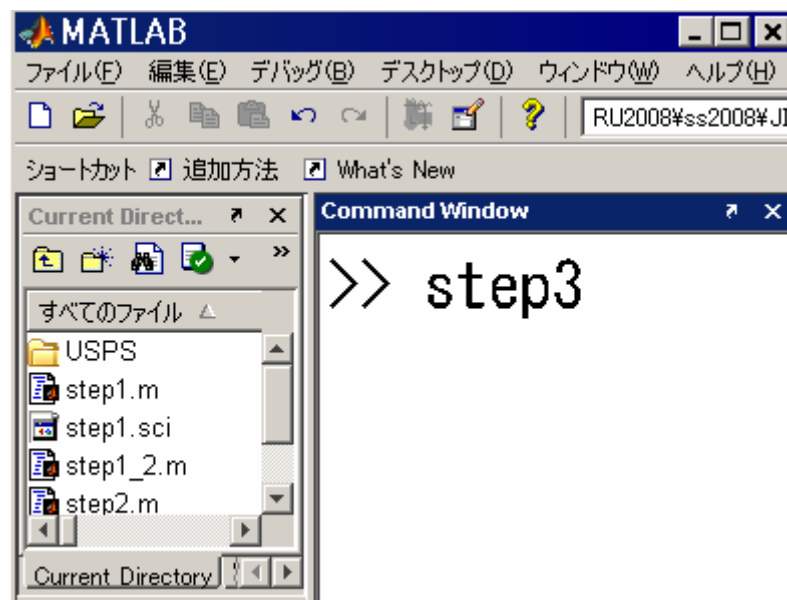 MATLAB
ファイル(F) 編集(E) デバッグ(B) デスクトップ(D) ウィンドウ(W) ヘルプ(H)
RU2008¥ss2008¥JI
ショートカット 追加方法 What's New
Current Direct...
Command Window
すべてのファイル
USPS
step1.m
step1.sci
step1_2.m
step2.m
Current Directory
>> step3